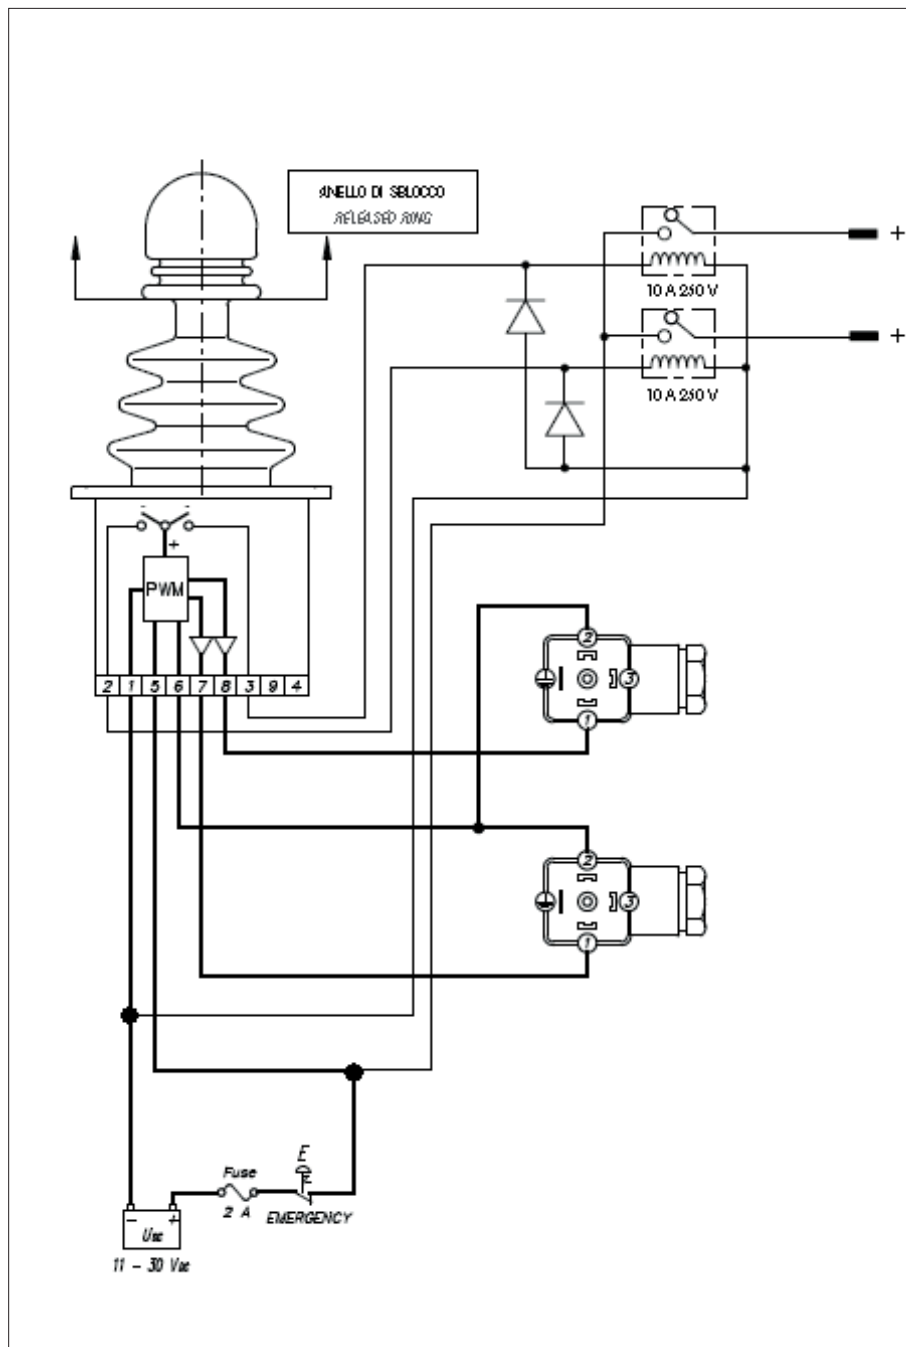 ANELLO DI SBLOCCO
RELEASED RING
+
10 A 250 V
+
10 A 250 V
- -
+
PWM
2 1 5 6 7 8 3 9 4
2
3
1
2
3
1
E
Fuse
2 A
EMERGENCY
- +
11 - 30 Vdc